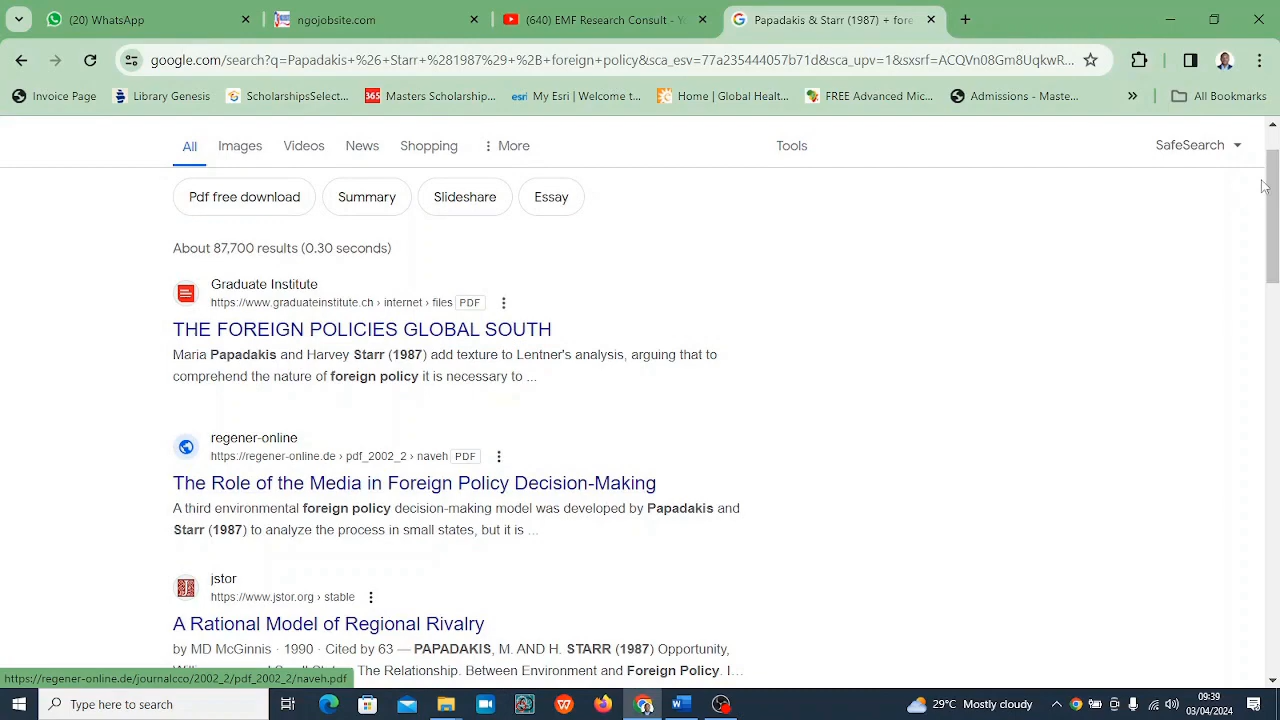 (20) WhatsApp
ngojobsite.com
(640) EMF Research Consult - Yo
Papadakis & Starr (1987) + fore
google.com/search?q=Papadakis+%26+Starr+%281987%29+%2B+foreign+policy&sca_esv=77a235444057b71d&sca_upv=1&sxsrf=ACQVn08Gm8UqkwR...
Invoice Page
Library Genesis
ScholarshipsSelect...
Masters Scholarship...
My Esri | Welcome t...
Home | Global Healt...
FREE Advanced Mic...
Admissions - Maste...
All Bookmarks
All
Images
Videos
News
Shopping
More
Tools
SafeSearch
Pdf free download
Summary
Slideshare
Essay
About 87,700 results (0.30 seconds)
Graduate Institute
https://www.graduateinstitute.ch › internet › files PDF
THE FOREIGN POLICIES GLOBAL SOUTH
Maria Papadakis and Harvey Starr (1987) add texture to Lentner's analysis, arguing that to
comprehend the nature of foreign policy it is necessary to ...
regener-online
https://regener-online.de › pdf_2002_2 › naveh PDF
The Role of the Media in Foreign Policy Decision-Making
A third environmental foreign policy decision-making model was developed by Papadakis and
Starr (1987) to analyze the process in small states, but it is ...
jstor
https://www.jstor.org › stable
A Rational Model of Regional Rivalry
by MD McGinnis · 1990 · Cited by 63 — PAPADAKIS, M. AND H. STARR (1987) Opportunity,
The Relationship. Between Environment and Foreign Policy. I...
https://regener-online.de/journalcco/2002_2/pdf_2002_2/naveh.pdf
Type here to search
29°C Mostly cloudy
09:39
03/04/2024